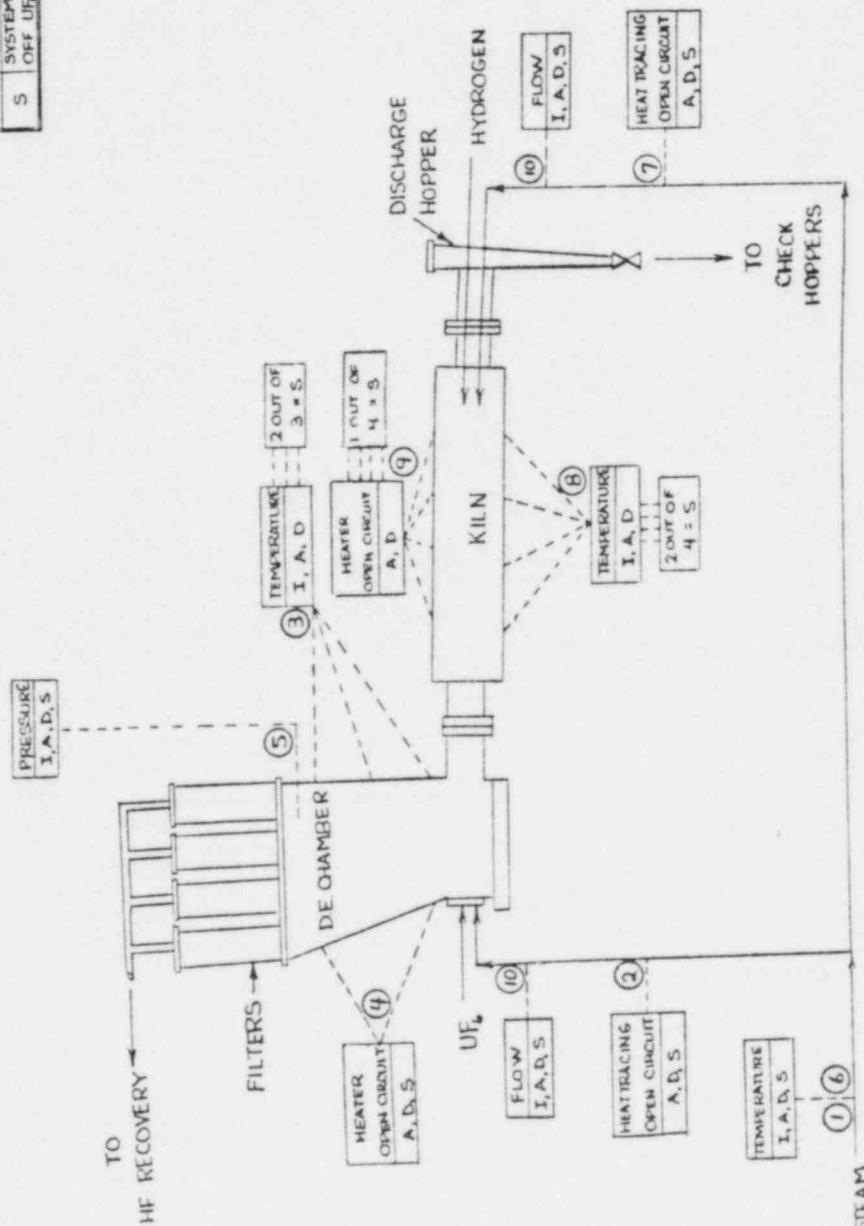 S SYSTEM
OFF
TO
HF RECOVERY
FILTERS
PRESSURE
I, A, D, S
5
D.E. CHAMBER
HEATER
OPEN CIRCUIT
A, D, S
4
UF6
10
FLOW
I, A, D, S
2
HEAT TRACING
OPEN CIRCUIT
A, D, S
TEMPERATURE
I, A, D, S
1 6
TEMPERATURE
I, A, D
3
2 OUT OF
3 = S
HEATER
OPEN CIRCUIT
A, D
9
1 OUT OF
4 = S
KILN
8
TEMPERATURE
I, A, D
2 OUT OF
4 = S
DISCHARGE
HOPPER
HYDROGEN
10
FLOW
I, A, D, S
7
HEAT TRACING
OPEN CIRCUIT
A, D, S
TO
CHECK
HOPPERS